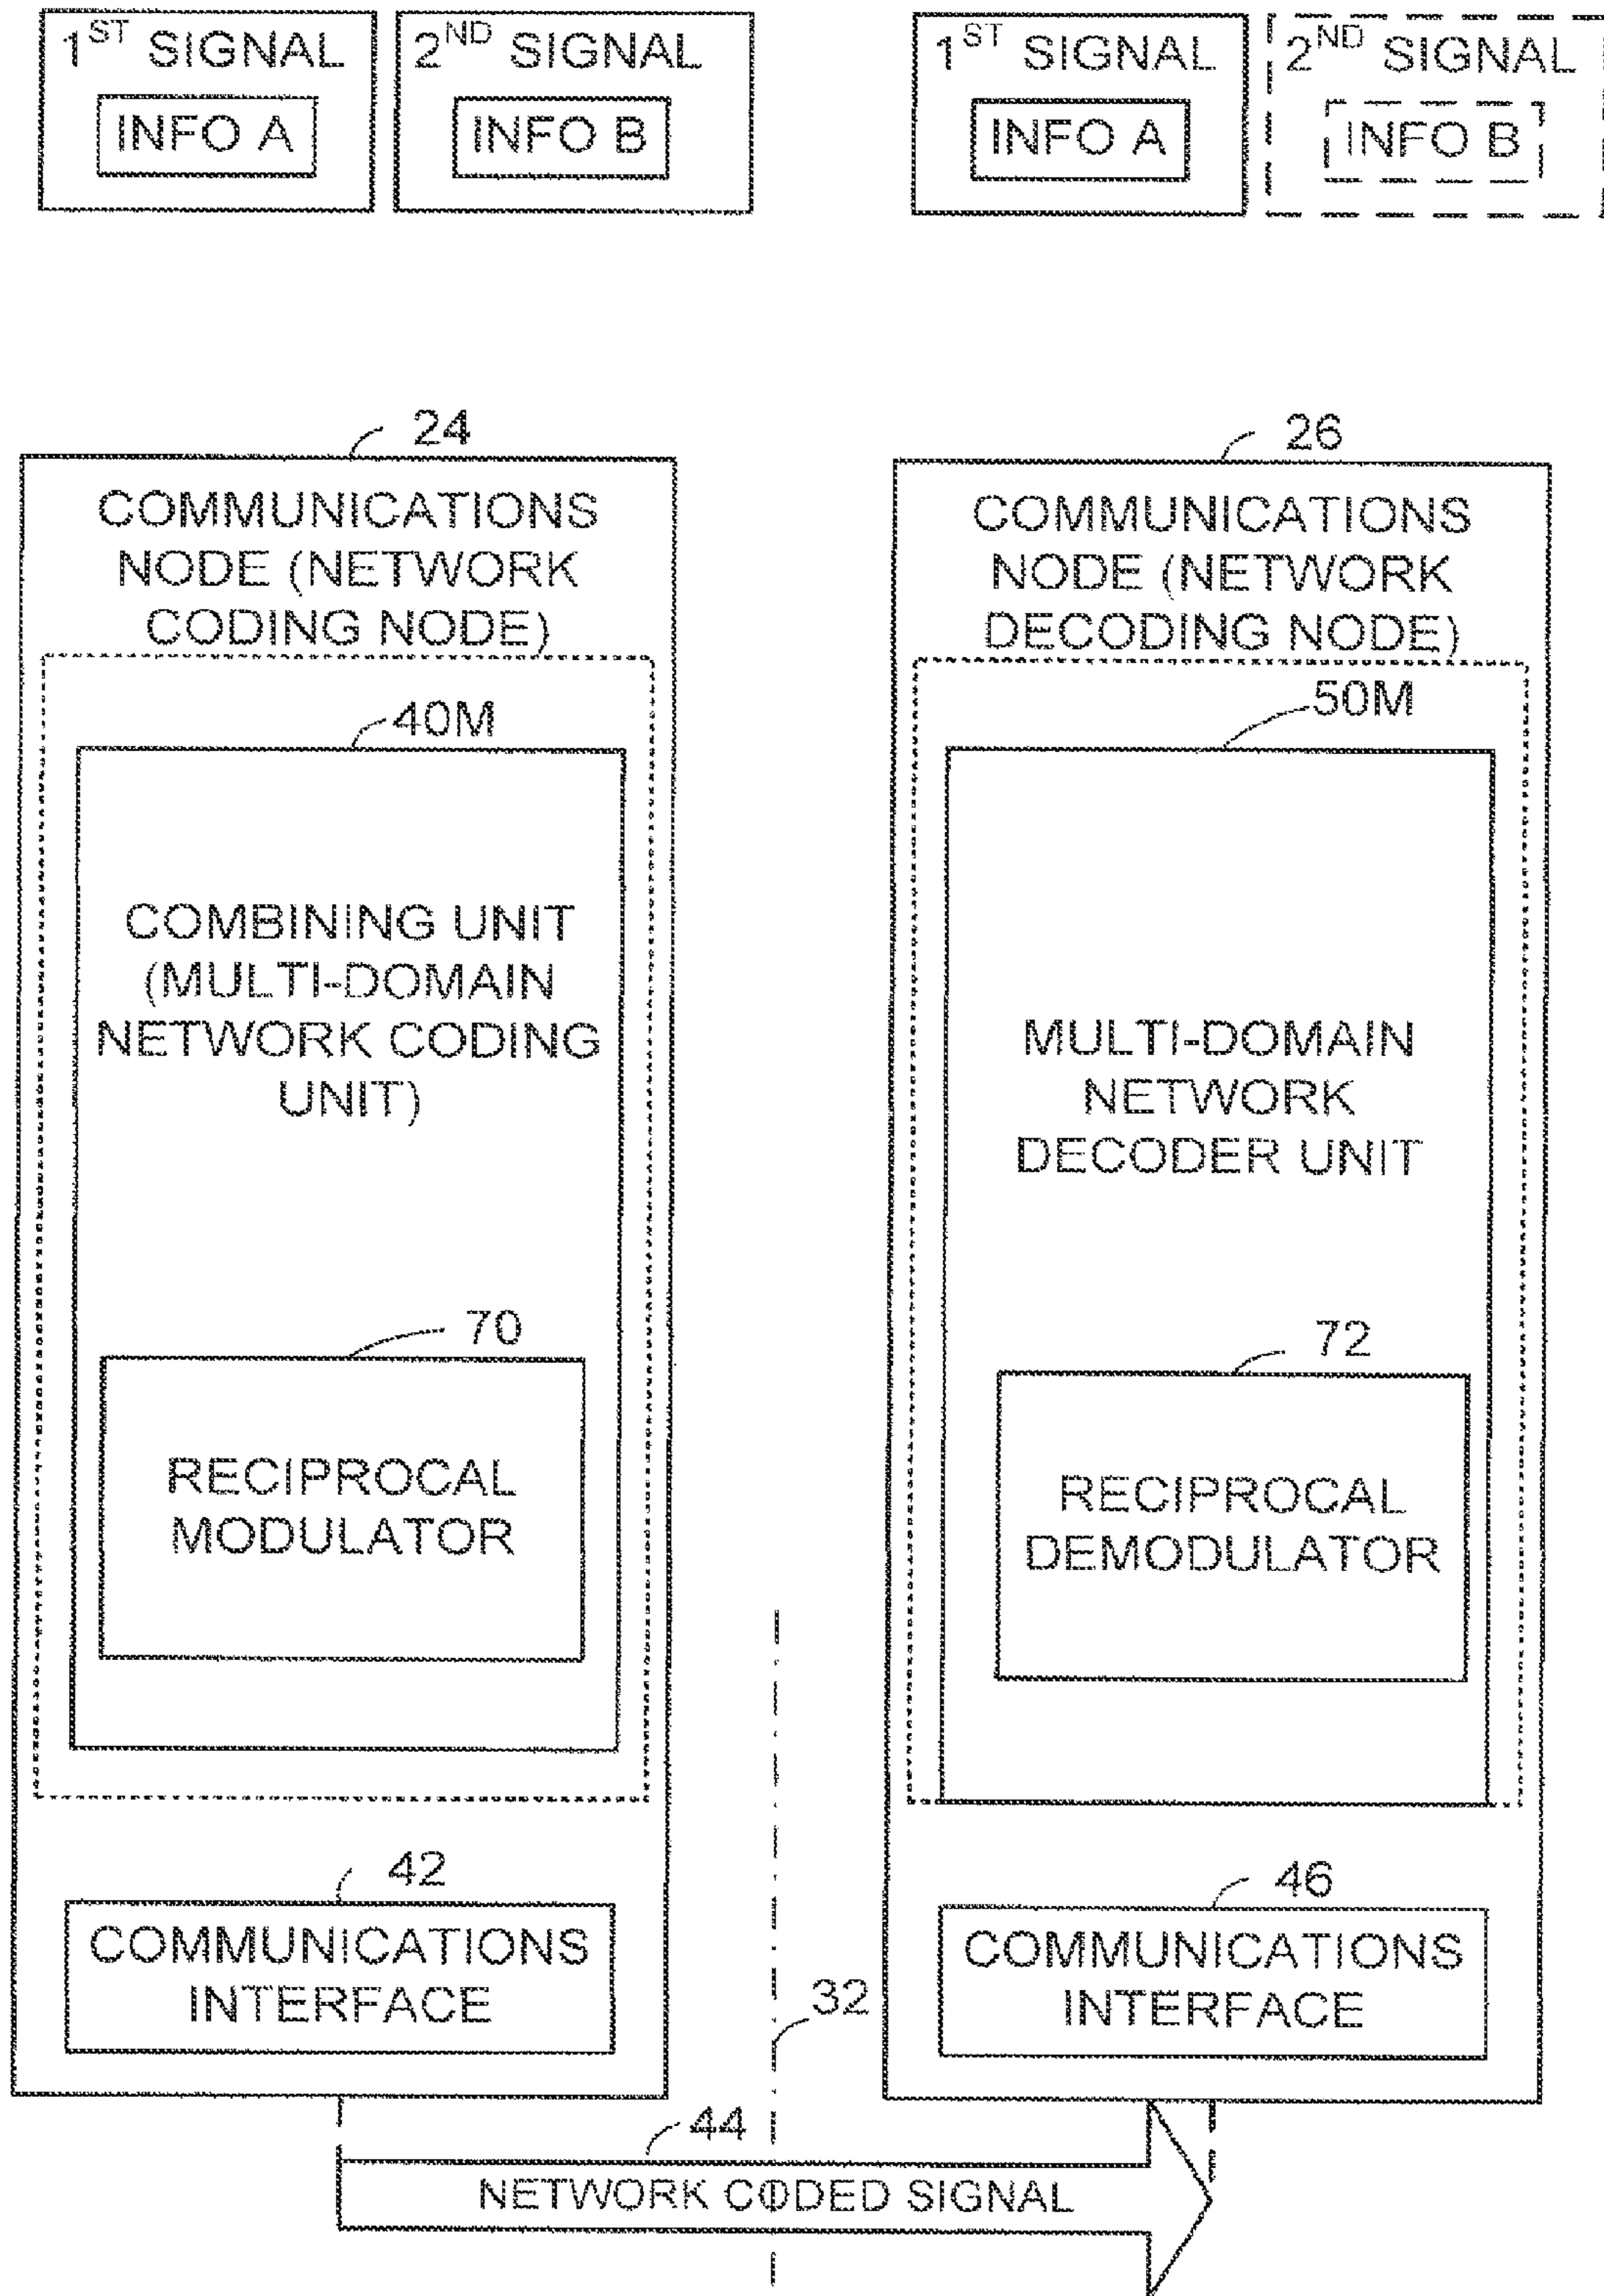 1ST SIGNAL
INFO A
2ND SIGNAL
INFO B
1ST SIGNAL
INFO A
2ND SIGNAL
INFO B
24
COMMUNICATIONS
NODE (NETWORK
CODING NODE)
40M
COMBINING UNIT
(MULTI-DOMAIN
NETWORK CODING
UNIT)
70
RECIPROCAL
MODULATOR
42
COMMUNICATIONS
INTERFACE
26
COMMUNICATIONS
NODE (NETWORK
DECODING NODE)
50M
MULTI-DOMAIN
NETWORK
DECODER UNIT
72
RECIPROCAL
DEMODULATOR
46
COMMUNICATIONS
INTERFACE
32
44
NETWORK CODED SIGNAL